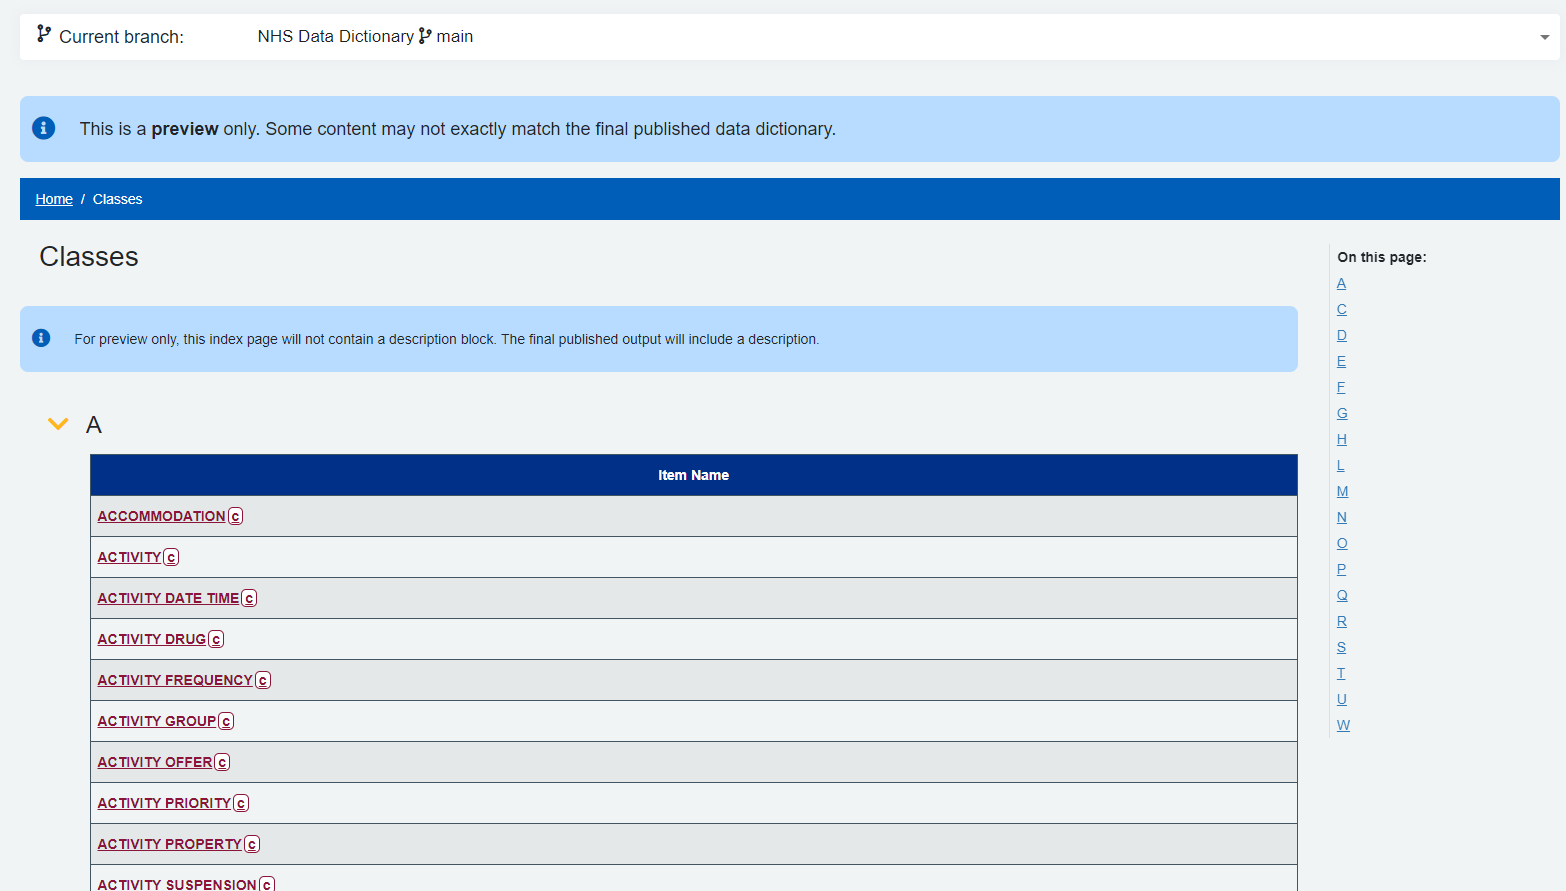 Current branch: NHS Data Dictionary main
This is a preview only. Some content may not exactly match the final published data dictionary.
Home / Classes
Classes
For preview only, this index page will not contain a description block. The final published output will include a description.
A
Item Name
ACCOMMODATION c
ACTIVITY c
ACTIVITY DATE TIME c
ACTIVITY DRUG c
ACTIVITY FREQUENCY c
ACTIVITY GROUP c
ACTIVITY OFFER c
ACTIVITY PRIORITY c
ACTIVITY PROPERTY c
ACTIVITY SUSPENSION c
On this page:
A
C
D
E
F
G
H
L
M
N
O
P
Q
R
S
T
U
W